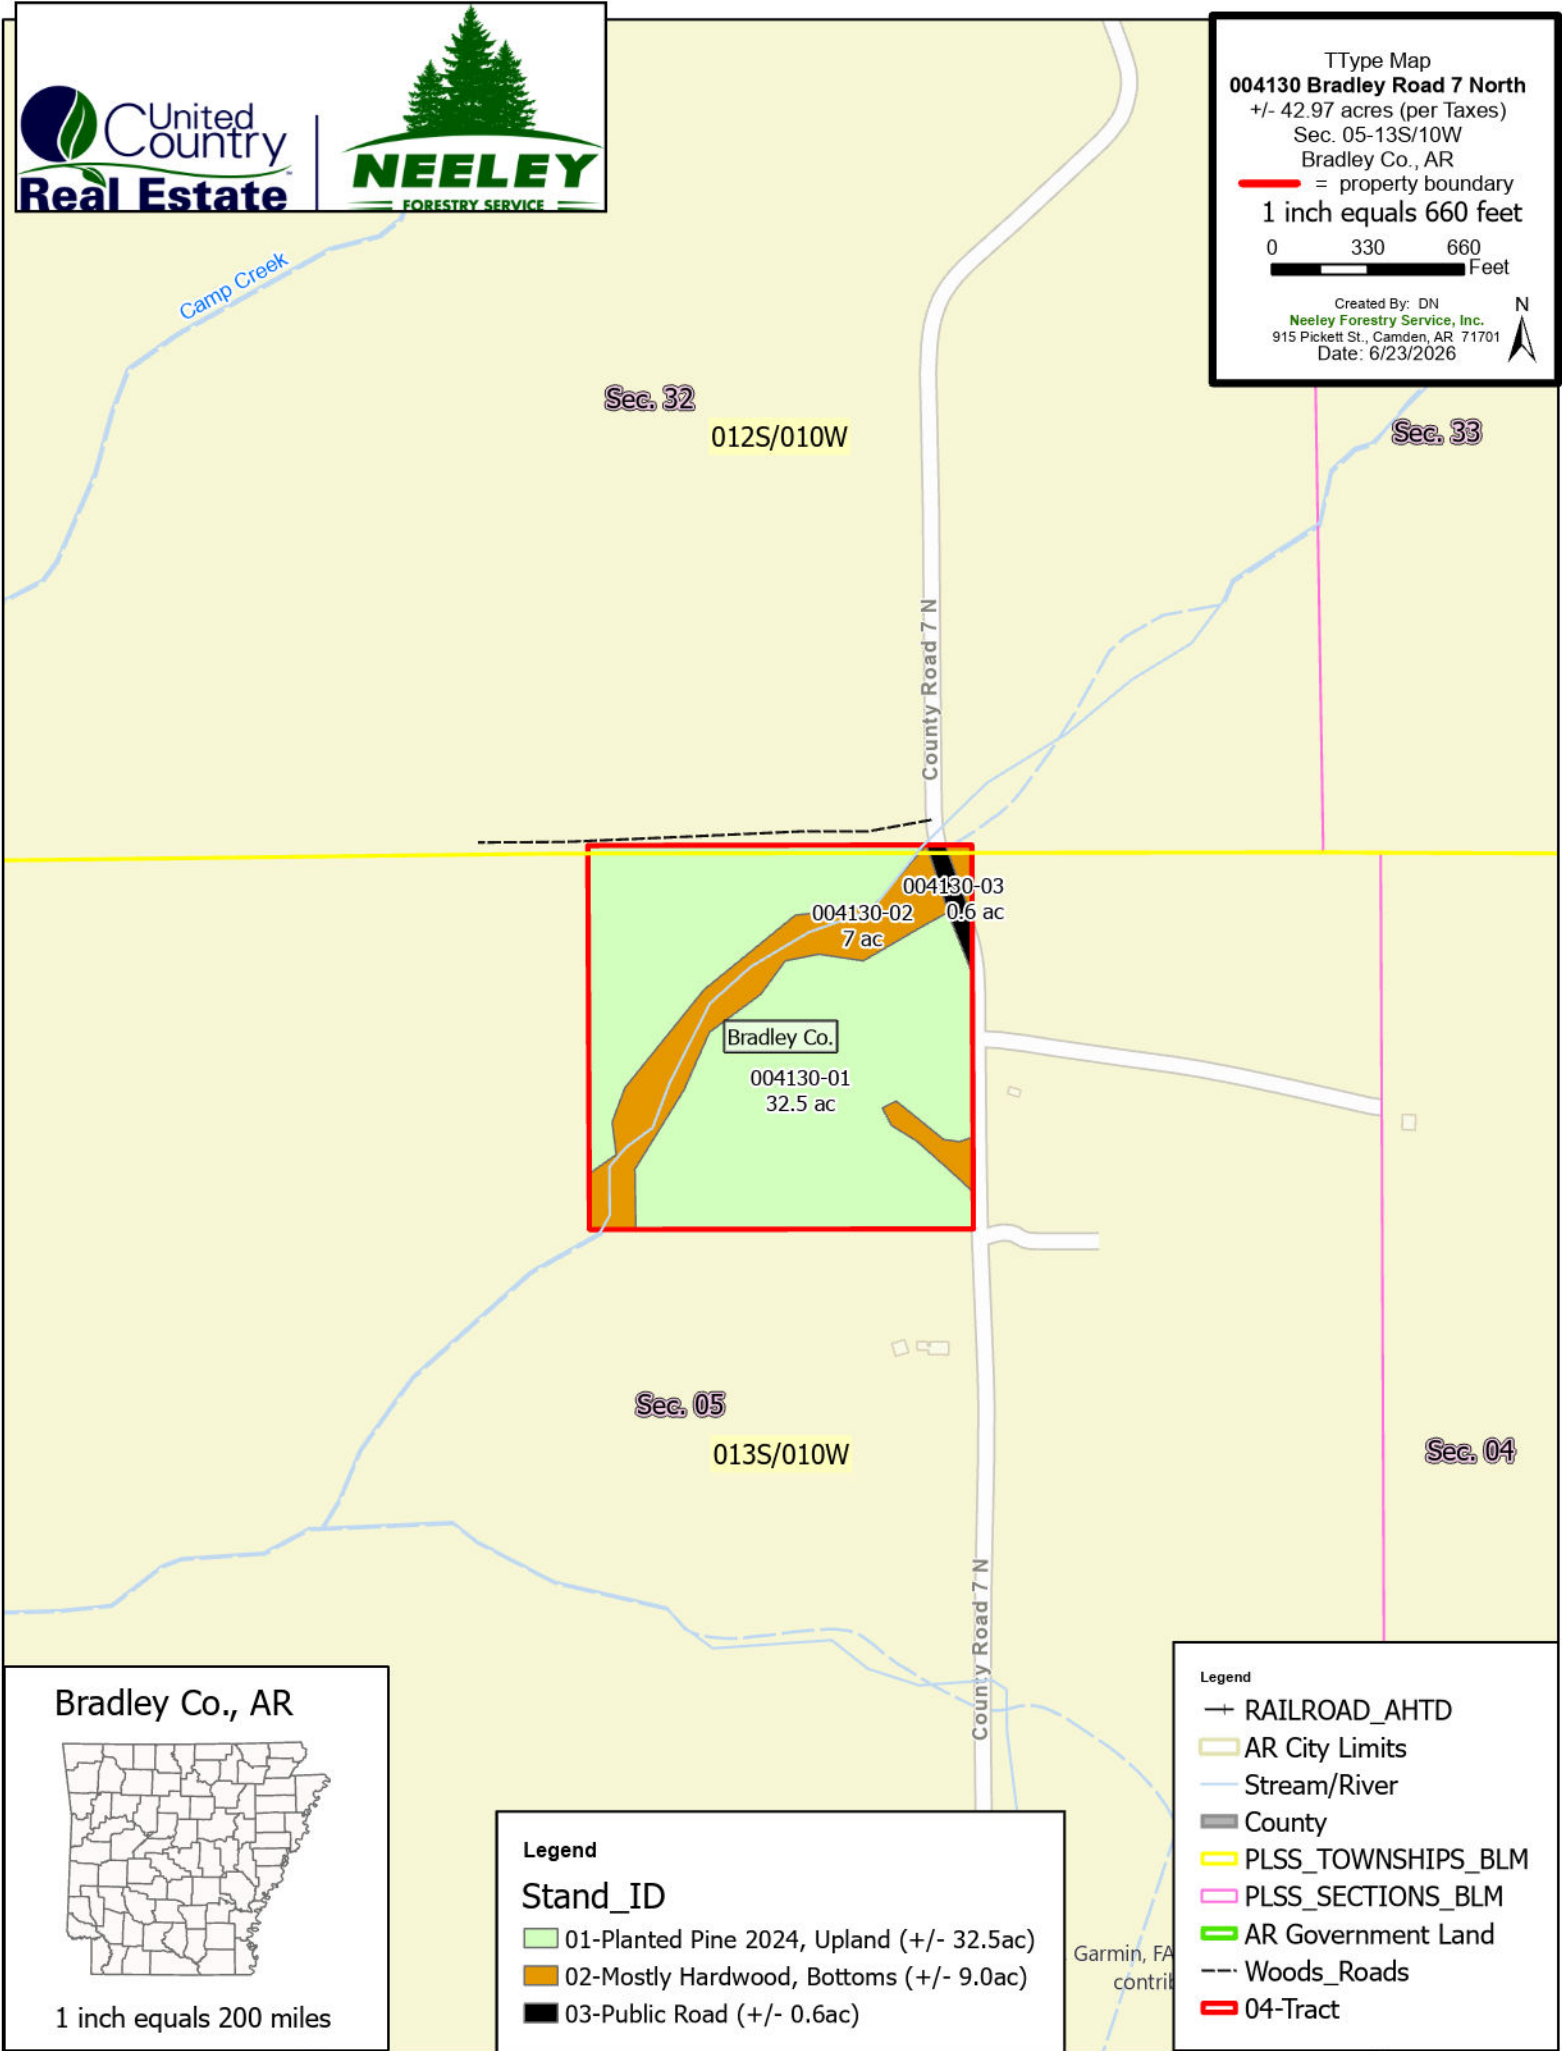 United
Country
Real Estate
NEELEY
FORESTRY SERVICE
TType Map
004130 Bradley Road 7 North
+/- 42.97 acres (per Taxes)
Sec. 05-13S/10W
Bradley Co., AR
= property boundary
1 inch equals 660 feet
0 330 660
Feet
Created By: DN
Neeley Forestry Service, Inc.
915 Pickett St., Camden, AR 71701
Date: 6/23/2026
N
Camp Creek
Sec. 32
012S/010W
Sec. 33
County Road 7 N
004130-03
0.6 ac
004130-02
7 ac
Bradley Co.
004130-01
32.5 ac
Sec. 05
013S/010W
Sec. 04
County Road 7 N
Bradley Co., AR
1 inch equals 200 miles
Legend
Stand_ID
01-Planted Pine 2024, Upland (+/- 32.5ac)
02-Mostly Hardwood, Bottoms (+/- 9.0ac)
03-Public Road (+/- 0.6ac)
Garmin, FA
contrib
Legend
RAILROAD_AHTD
AR City Limits
Stream/River
County
PLSS_TOWNSHIPS_BLM
PLSS_SECTIONS_BLM
AR Government Land
Woods_Roads
04-Tract